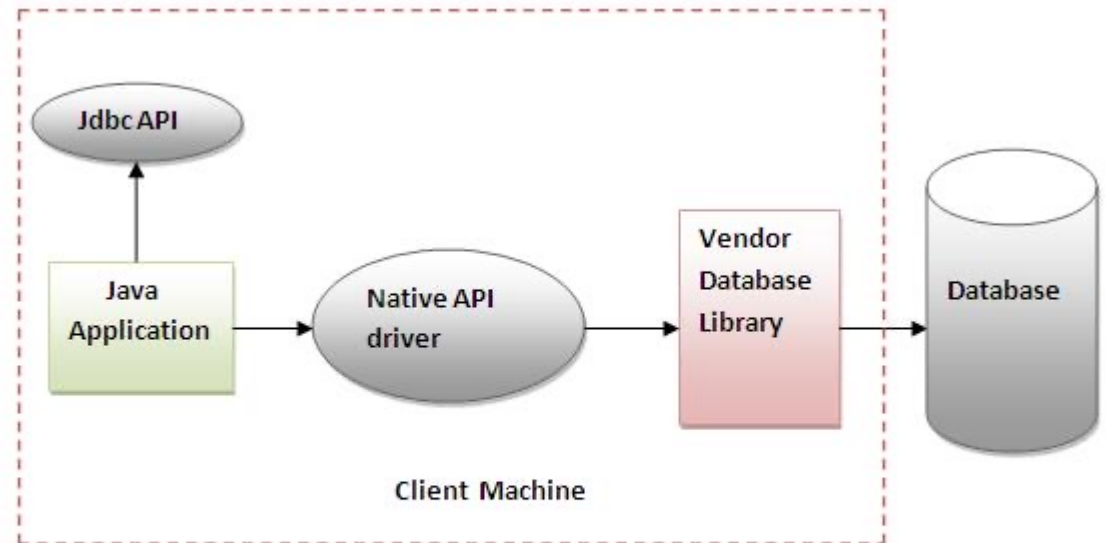 Jdbc API
Java
Application
Native API
driver
Vendor
Database
Library
Database
Client Machine